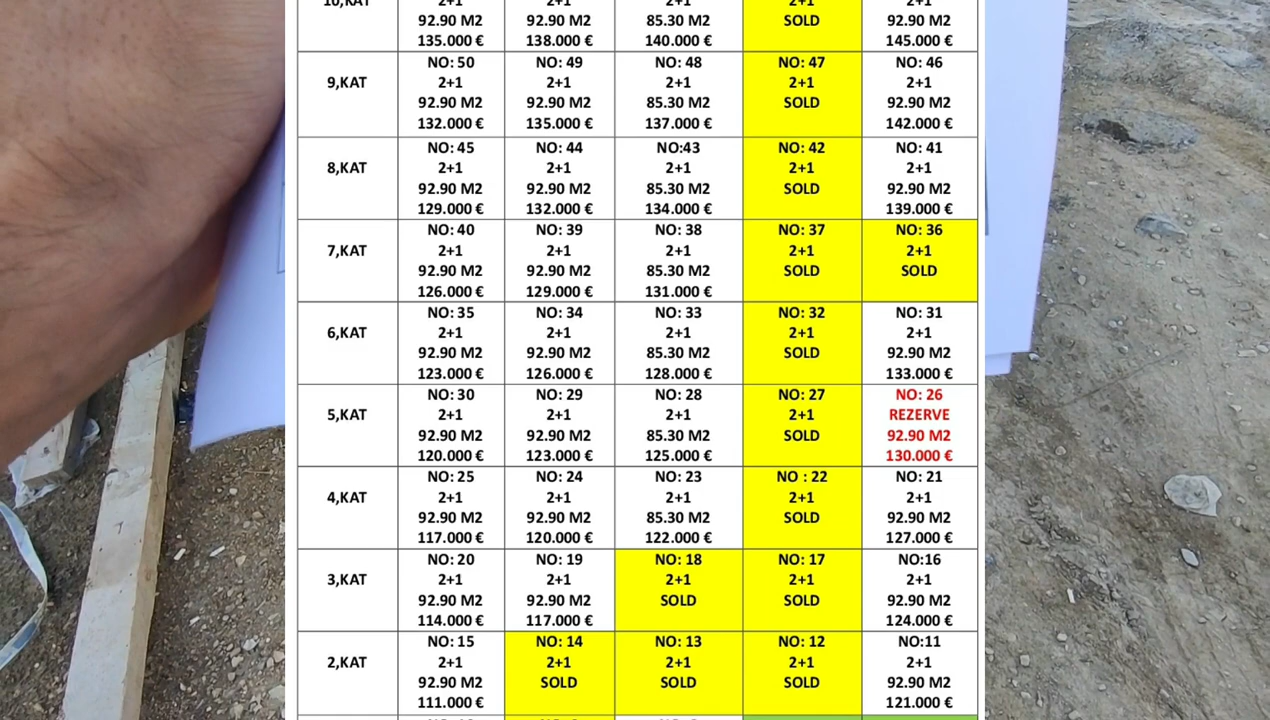 10,KAT 2+1 2+1 2+1 2+1 2+1
92.90 M2 92.90 M2 85.30 M2 SOLD 92.90 M2
135.000 € 138.000 € 140.000 € 145.000 €
NO: 50 NO: 49 NO: 48 NO: 47 NO: 46
9,KAT 2+1 2+1 2+1 2+1 2+1
92.90 M2 92.90 M2 85.30 M2 SOLD 92.90 M2
132.000 € 135.000 € 137.000 € 142.000 €
NO: 45 NO: 44 NO:43 NO: 42 NO: 41
8,KAT 2+1 2+1 2+1 2+1 2+1
92.90 M2 92.90 M2 85.30 M2 SOLD 92.90 M2
129.000 € 132.000 € 134.000 € 139.000 €
NO: 40 NO: 39 NO: 38 NO: 37 NO: 36
7,KAT 2+1 2+1 2+1 2+1 2+1
92.90 M2 92.90 M2 85.30 M2 SOLD SOLD
126.000 € 129.000 € 131.000 €
NO: 35 NO: 34 NO: 33 NO: 32 NO: 31
6,KAT 2+1 2+1 2+1 2+1 2+1
92.90 M2 92.90 M2 85.30 M2 SOLD 92.90 M2
123.000 € 126.000 € 128.000 € 133.000 €
NO: 30 NO: 29 NO: 28 NO: 27 NO: 26
5,KAT 2+1 2+1 2+1 2+1 REZERVE
92.90 M2 92.90 M2 85.30 M2 SOLD 92.90 M2
120.000 € 123.000 € 125.000 € 130.000 €
NO: 25 NO: 24 NO: 23 NO : 22 NO: 21
4,KAT 2+1 2+1 2+1 2+1 2+1
92.90 M2 92.90 M2 85.30 M2 SOLD 92.90 M2
117.000 € 120.000 € 122.000 € 127.000 €
NO: 20 NO: 19 NO: 18 NO: 17 NO:16
3,KAT 2+1 2+1 2+1 2+1 2+1
92.90 M2 92.90 M2 SOLD SOLD 92.90 M2
114.000 € 117.000 € 124.000 €
NO: 15 NO: 14 NO: 13 NO: 12 NO:11
2,KAT 2+1 2+1 2+1 2+1 2+1
92.90 M2 SOLD SOLD SOLD 92.90 M2
111.000 € 121.000 €